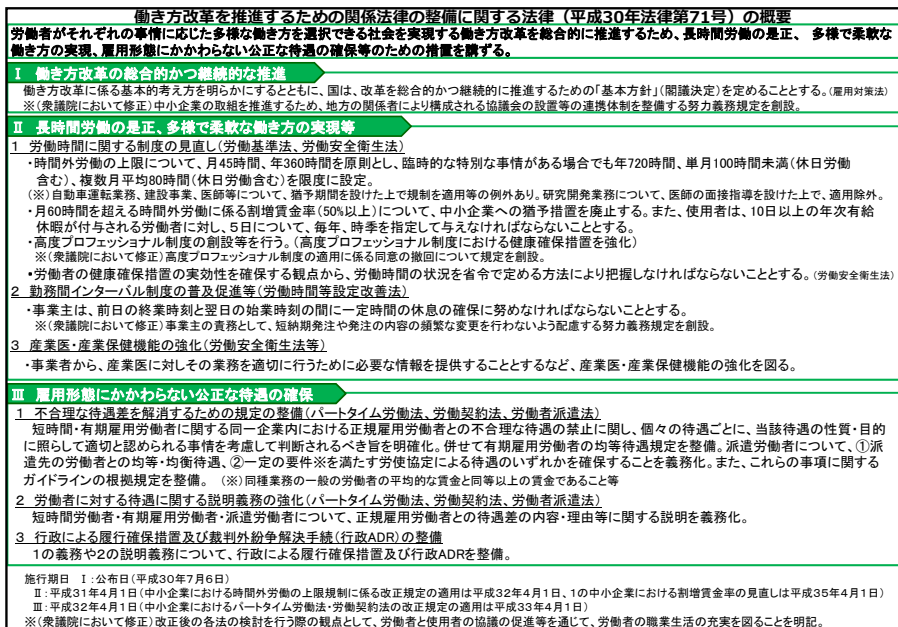 働き方改革を推進するための関係法律の整備に関する法律（平成30年法律第71号）の概要
労働者がそれぞれの事情に応じた多様な働き方を選択できる社会を実現する働き方改革を総合的に推進するため、長時間労働の是正、多様で柔軟な
働き方の実現、雇用形態にかかわらない公正な待遇の確保等のための措置を講ずる。
Ⅰ 働き方改革の総合的かつ継続的な推進
働き方改革に係る基本的考え方を明らかにするとともに、国は、改革を総合的かつ継続的に推進するための「基本方針」（閣議決定）を定めることとする。（雇用対策法）
※（衆議院において修正）中小企業の取組を推進するため、地方の関係者により構成される協議会の設置等の連携体制を整備する努力義務規定を創設。
Ⅱ 長時間労働の是正、多様で柔軟な働き方の実現等
1 労働時間に関する制度の見直し（労働基準法、労働安全衛生法）
・時間外労働の上限について、月45時間、年360時間を原則とし、臨時的な特別な事情がある場合でも年720時間、単月100時間未満（休日労働
含む）、複数月平均80時間（休日労働含む）を限度に設定。
（※）自動車運転業務、建設事業、医師等について、猶予期間を設けた上で規制を適用等の例外あり。研究開発業務について、医師の面接指導を設けた上で、適用除外。
・月60時間を超える時間外労働に係る割増賃金率（50％以上）について、中小企業への猶予措置を廃止する。また、使用者は、10日以上の年次有給
休暇が付与される労働者に対し、5日について、毎年、時季を指定して与えなければならないこととする。
・高度プロフェッショナル制度の創設等を行う。（高度プロフェッショナル制度における健康確保措置を強化）
※（衆議院において修正）高度プロフェッショナル制度の適用に係る同意の撤回について規定を創設。
・労働者の健康確保措置の実効性を確保する観点から、労働時間の状況を省令で定める方法により把握しなければならないこととする。（労働安全衛生法）
2 勤務間インターバル制度の普及促進等（労働時間等設定改善法）
・事業主は、前日の終業時刻と翌日の始業時刻の間に一定時間の休息の確保に努めなければならないこととする。
※（衆議院において修正）事業主の責務として、短納期発注や発注の内容の頻繁な変更を行わないよう配慮する努力義務規定を創設。
3 産業医・産業保健機能の強化（労働安全衛生法等）
・事業者から、産業医に対しその業務を適切に行うために必要な情報を提供することとするなど、産業医・産業保健機能の強化を図る。
Ⅲ 雇用形態にかかわらない公正な待遇の確保
1 不合理な待遇差を解消するための規定の整備（パートタイム労働法、労働契約法、労働者派遣法）
短時間・有期雇用労働者に関する同一企業内における正規雇用労働者との不合理な待遇の禁止に関し、個々の待遇ごとに、当該待遇の性質・目的
に照らして適切と認められる事情を考慮して判断されるべき旨を明確化。併せて有期雇用労働者の均等待遇規定を整備。派遣労働者について、①派
遣先の労働者との均等・均衡待遇、②一定の要件※を満たす労使協定による待遇のいずれかを確保することを義務化。また、これらの事項に関する
ガイドラインの根拠規定を整備。（※）同種業務の一般の労働者の平均的な賃金と同等以上の賃金であること等
2 労働者に対する待遇に関する説明義務の強化（パートタイム労働法、労働契約法、労働者派遣法）
短時間労働者・有期雇用労働者・派遣労働者について、正規雇用労働者との待遇差の内容・理由等に関する説明を義務化。
3 行政による履行確保措置及び裁判外紛争解決手続（行政ADR）の整備
1の義務や2の説明義務について、行政による履行確保措置及び行政ADRを整備。
施行期日 Ⅰ：公布日（平成30年7月6日）
Ⅱ：平成31年4月1日（中小企業における時間外労働の上限規制に係る改正規定の適用は平成32年4月1日、1の中小企業における割増賃金率の見直しは平成35年4月1日）
Ⅲ：平成32年4月1日（中小企業におけるパートタイム労働法・労働契約法の改正規定の適用は平成33年4月1日）
※（衆議院において修正）改正後の各法の検討を行う際の観点として、労働者と使用者の協議の促進等を通じて、労働者の職業生活の充実を図ることを明記。